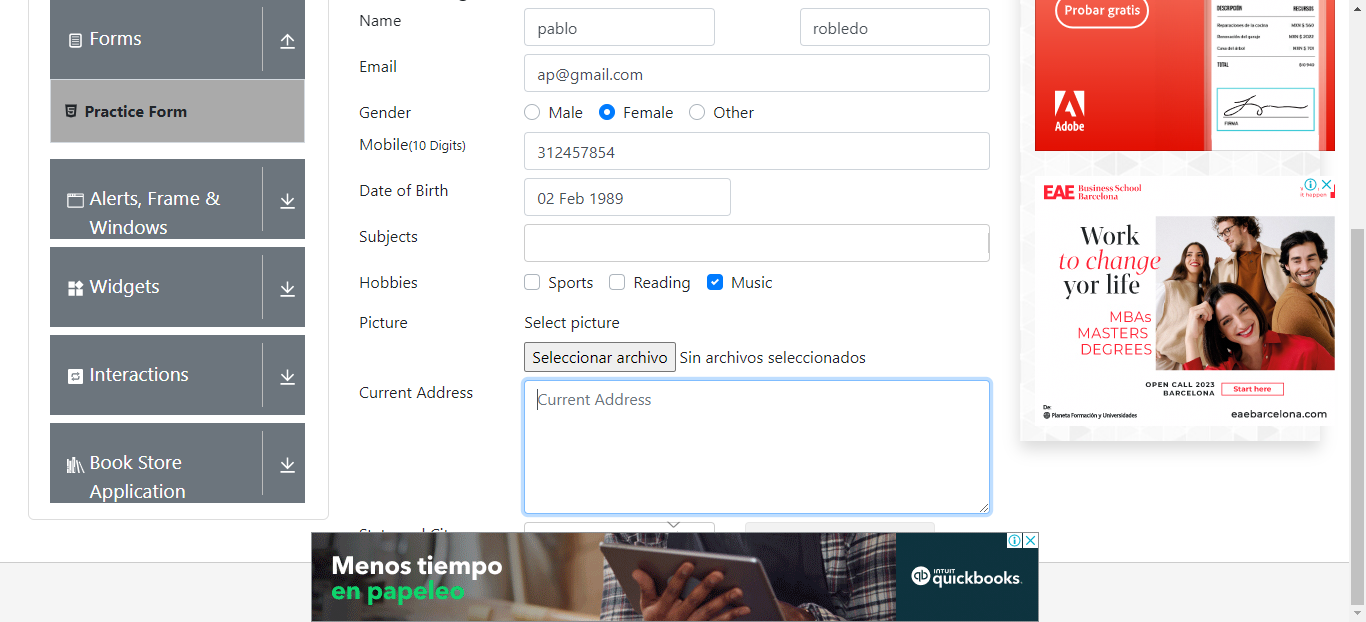 Forms
Practice Form
Alerts, Frame &
Windows
Widgets
Interactions
Book Store
Application
Name
pablo
robledo
Email
ap@gmail.com
Gender
Male
Female
Other
Mobile(10 Digits)
312457854
Date of Birth
02 Feb 1989
Subjects
Hobbies
Sports
Reading
Music
Picture
Select picture
Seleccionar archivo
Sin archivos seleccionados
Current Address
Current Address
Probar gratis
DESCRIPCIÓN
RECURSOS
Reparaciones de la cocina
Renovación del garaje
Casa del árbol
TOTAL
FIRMA
Adobe
EAE Business School
Barcelona
it happen
Work
to change
yor life
MBAs
MASTERS
DEGREES
OPEN CALL 2023
BARCELONA
Start here
De:
Planeta Formación y Universidades
eaebarcelona.com
Menos tiempo
en papeleo
INTUIT
quickbooks.